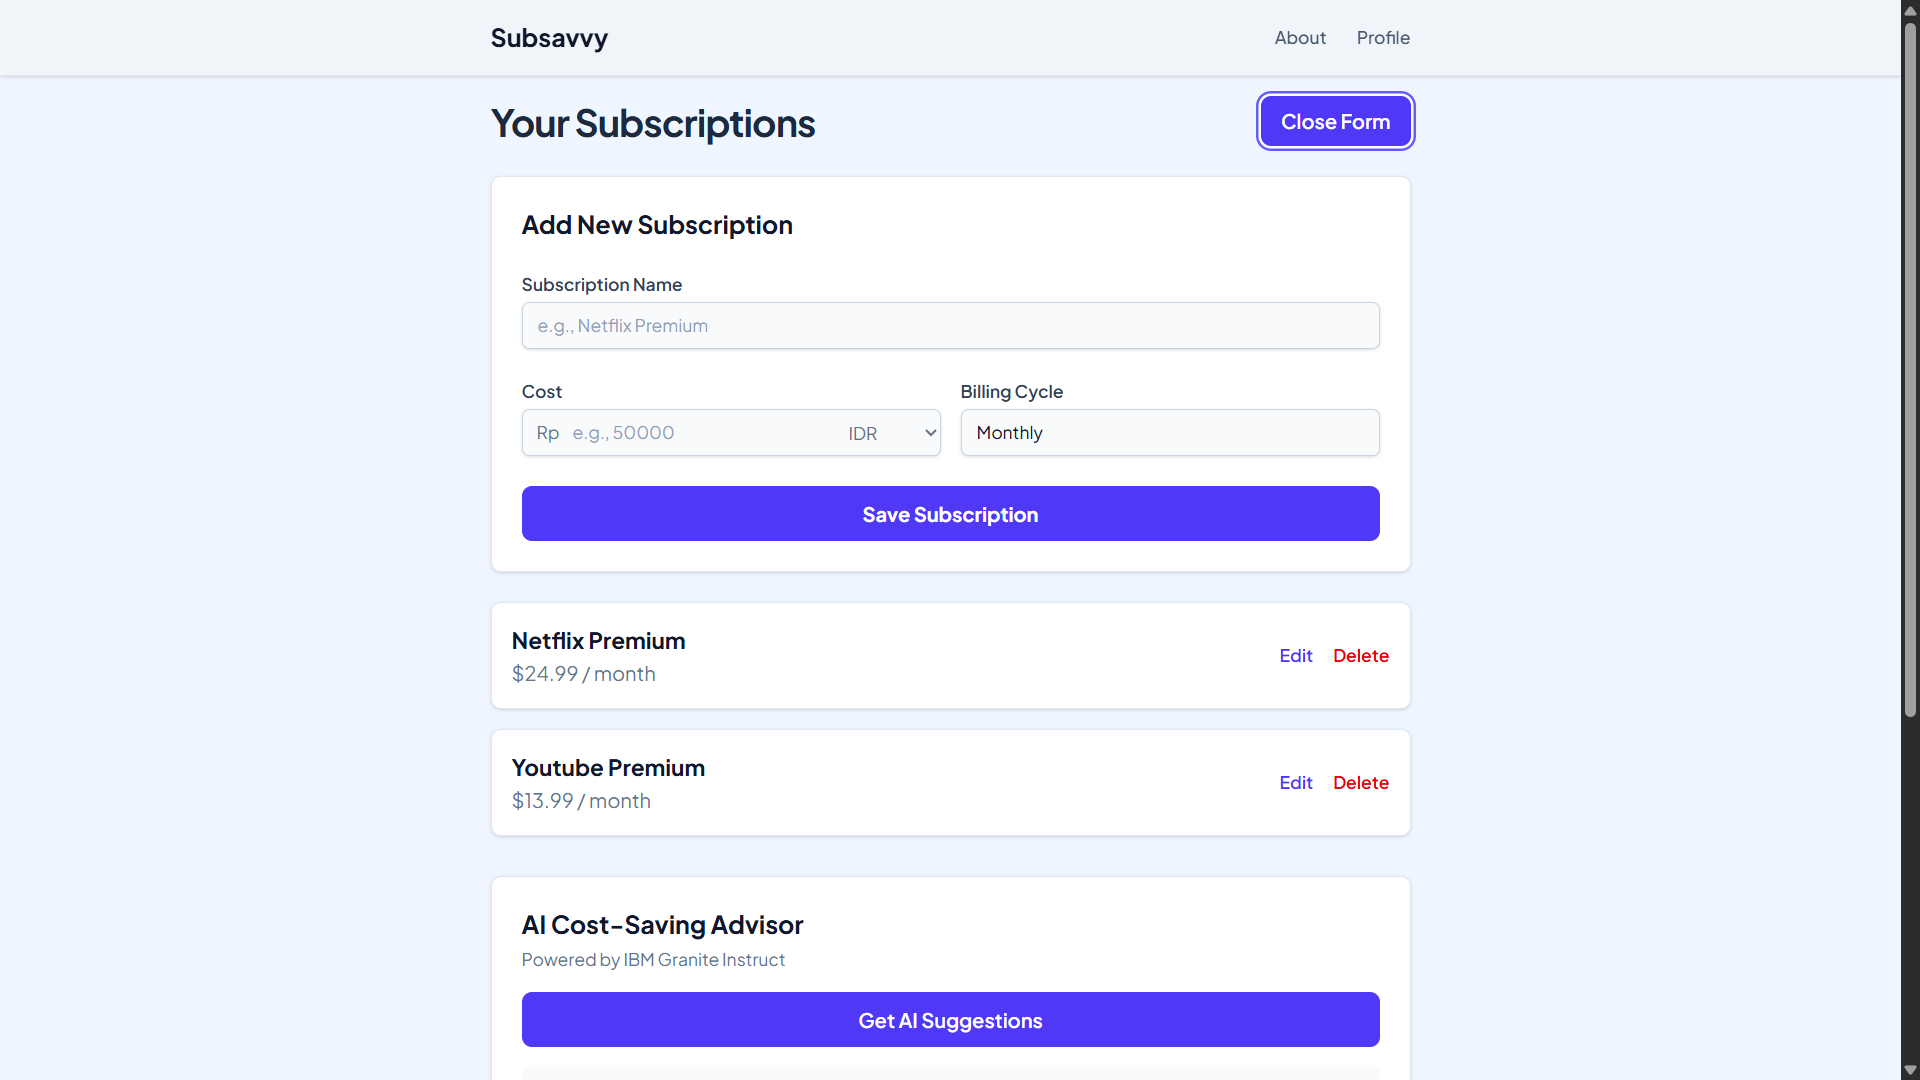 Subsavvy
About
Profile
Your Subscriptions
Close Form
Add New Subscription
Subscription Name
e.g., Netflix Premium
Cost
Billing Cycle
Rp e.g., 50000 IDR
Monthly
Save Subscription
Netflix Premium
$24.99 / month
Edit
Delete
Youtube Premium
$13.99 / month
Edit
Delete
AI Cost-Saving Advisor
Powered by IBM Granite Instruct
Get AI Suggestions